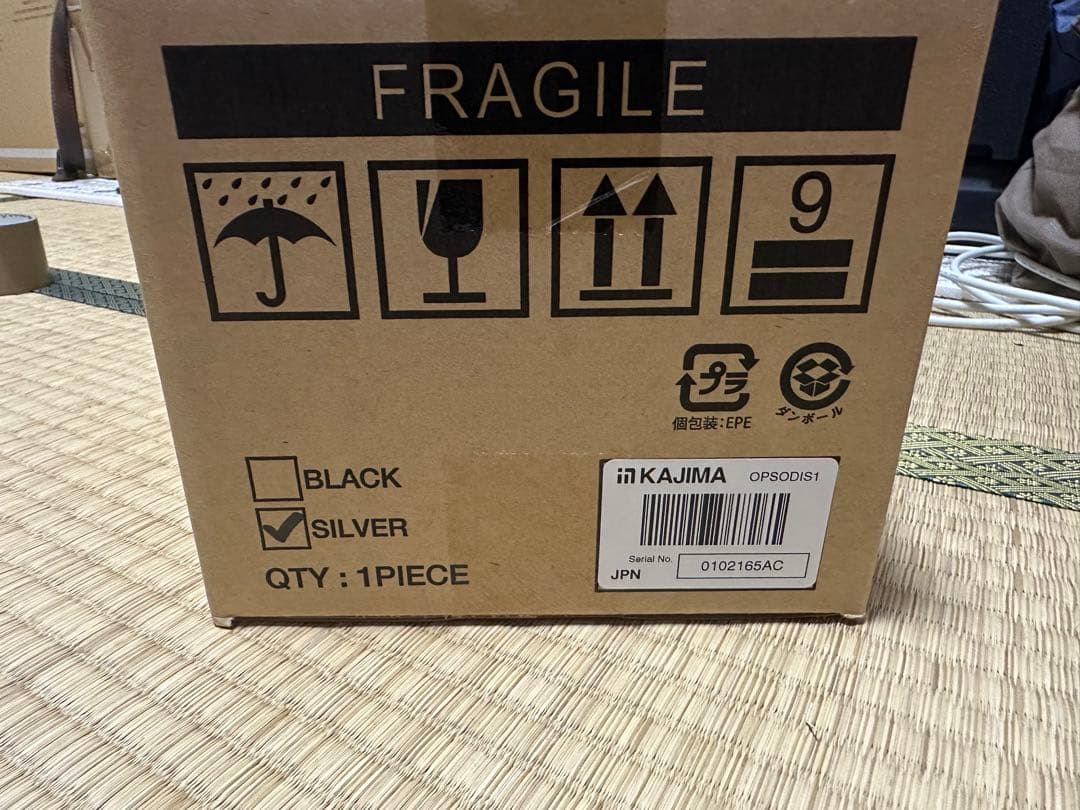 FRAGILE
9
プラ
個包装:EPE
ダンボール
BLACK
SILVER
QTY : 1PIECE
KAJIMA OPSODIS1
Serial No. 0102165AC
JPN